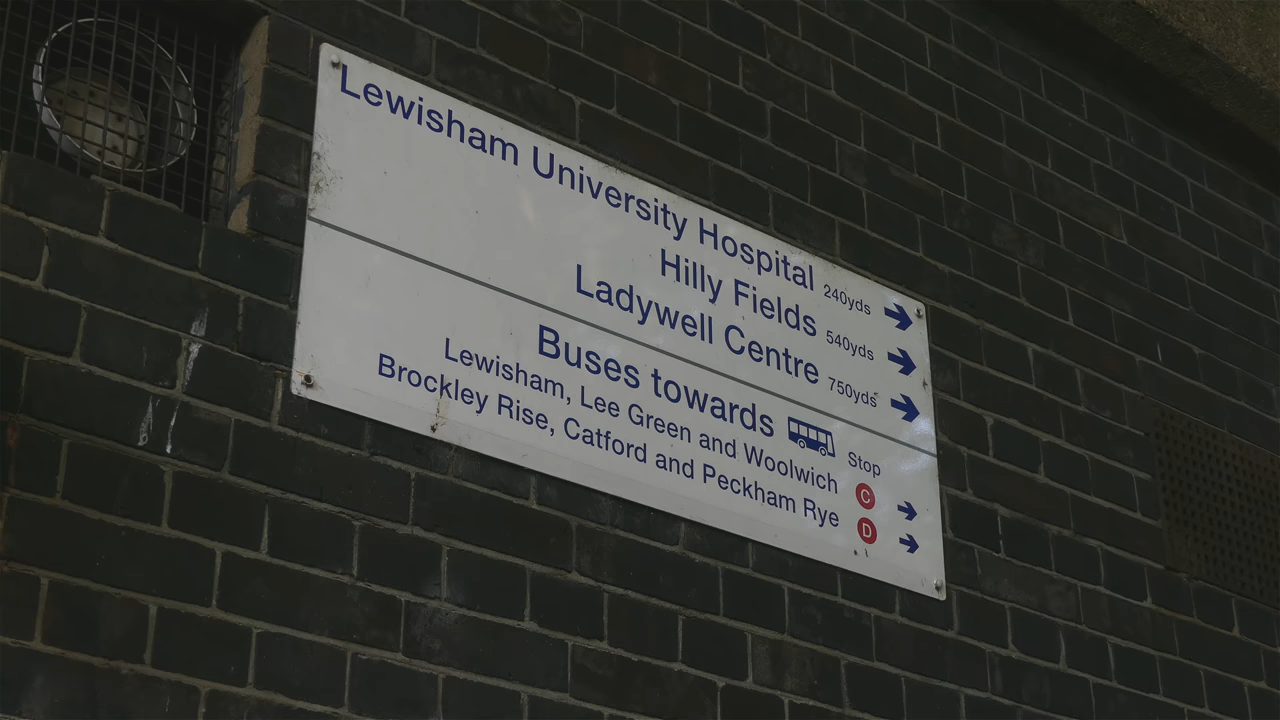 Lewisham University Hospital 240yds
Hilly Fields 540yds
Ladywell Centre 750yds
Buses towards Stop
Lewisham, Lee Green and Woolwich C
Brockley Rise, Catford and Peckham Rye D